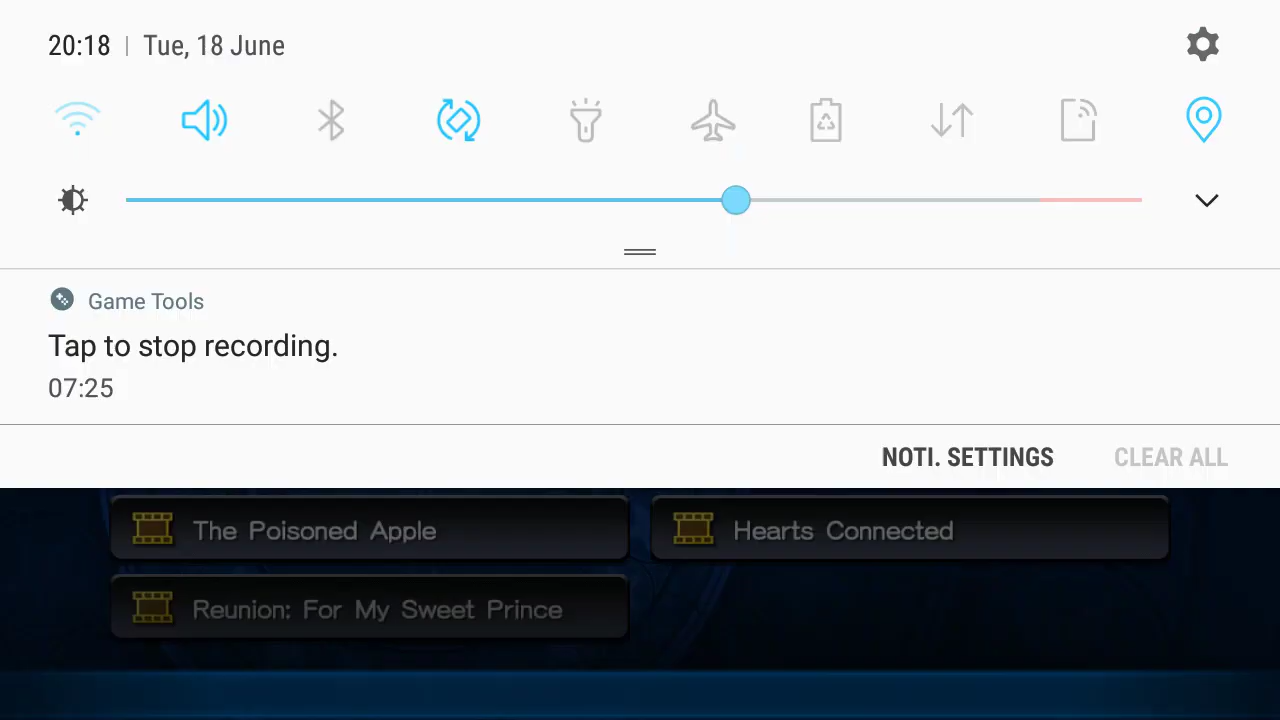 20:18 | Tue, 18 June
Game Tools
Tap to stop recording.
07:25
NOTI. SETTINGS CLEAR ALL
The Poisoned Apple
Hearts Connected
Reunion: For My Sweet Prince